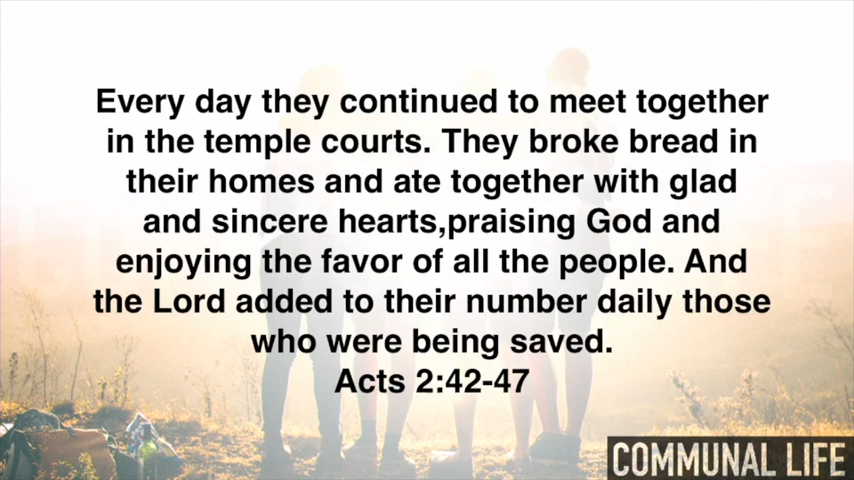 Every day they continued to meet together
in the temple courts. They broke bread in
their homes and ate together with glad
and sincere hearts,praising God and
enjoying the favor of all the people. And
the Lord added to their number daily those
who were being saved.
Acts 2:42-47
COMMUNAL LIFE